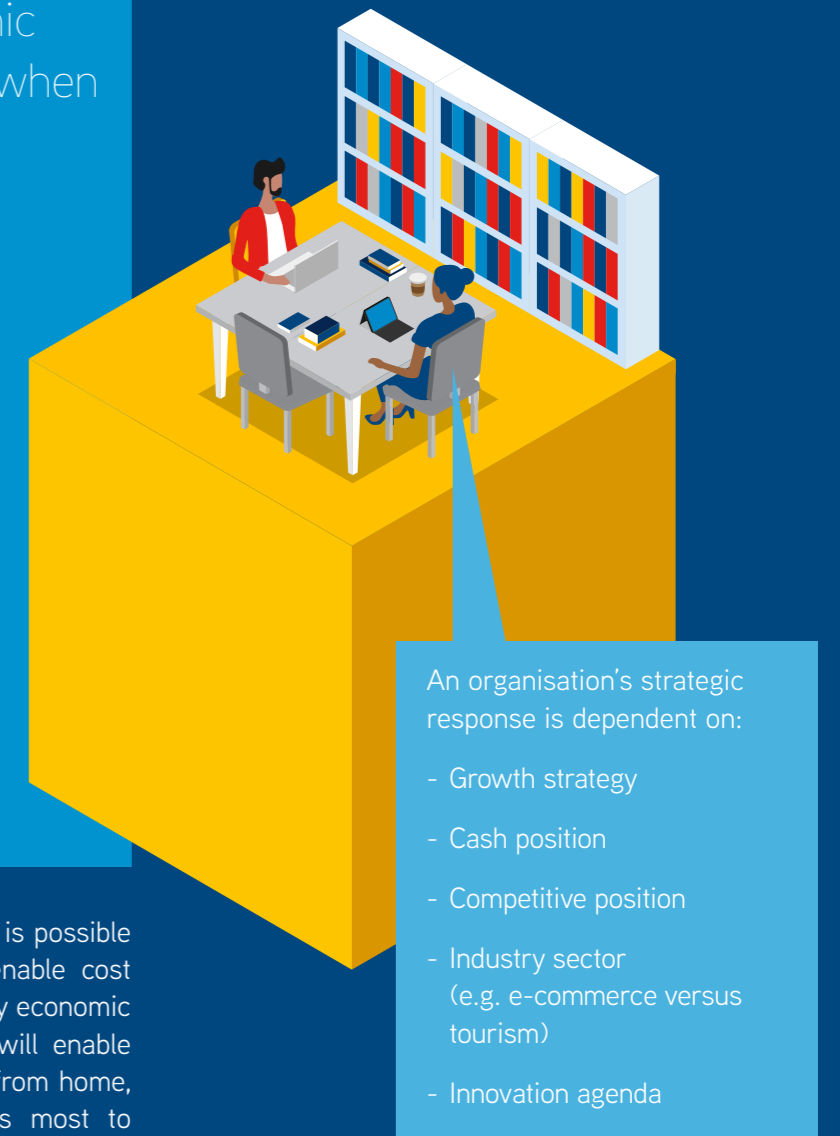 when
is possible
enable cost
economic
will enable
from home,
most to
An organisation's strategic
response is dependent on:
- Growth strategy
- Cash position
- Competitive position
- Industry sector
(e.g. e-commerce versus
tourism)
- Innovation agenda